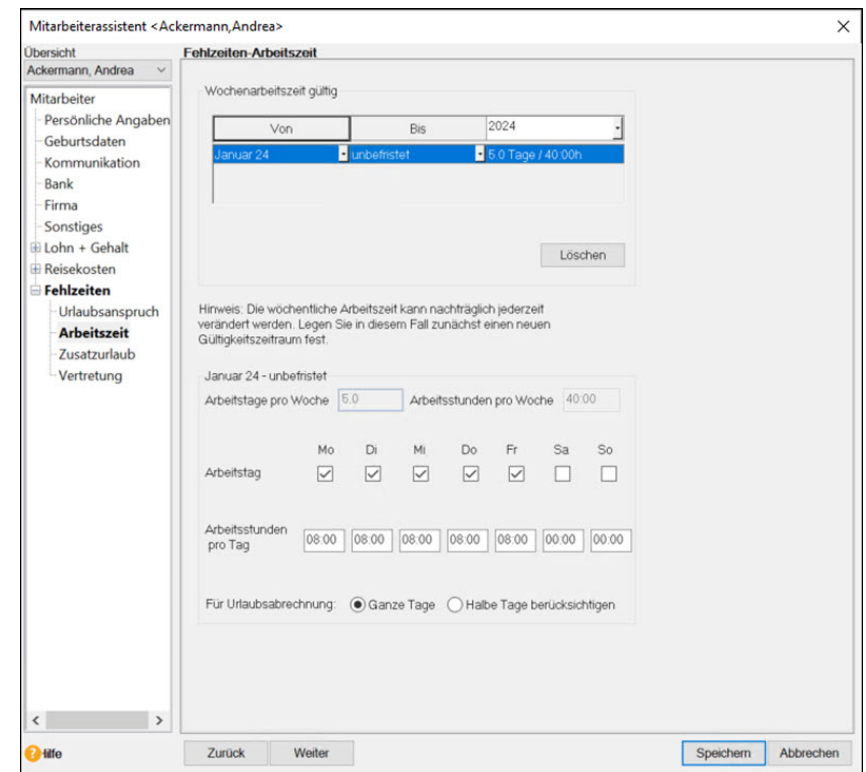 Mitarbeiterassistent <Ackermann,Andrea>
Übersicht
Ackermann, Andrea
Mitarbeiter
Persönliche Angaben
Geburtsdaten
Kommunikation
Bank
Firma
Sonstiges
Lohn + Gehalt
Reisekosten
Fehlzeiten
Urlaubsanspruch
Arbeitszeit
Zusatzurlaub
Vertretung
Fehlzeiten-Arbeitszeit
Wochenarbeitszeit gültig
Von Bis 2024
Januar 24 unbefristet 5.0 Tage / 40:00h
Löschen
Hinweis: Die wöchentliche Arbeitszeit kann nachträglich jederzeit
verändert werden. Legen Sie in diesem Fall zunächst einen neuen
Gültigkeitszeitraum fest.
Januar 24 - unbefristet
Arbeitstage pro Woche 5.0 Arbeitsstunden pro Woche 40:00
Mo Di Mi Do Fr Sa So
Arbeitstag
Arbeitsstunden
pro Tag 08:00 08:00 08:00 08:00 08:00 00:00 00:00
Für Urlaubsabrechnung: Ganze Tage Halbe Tage berücksichtigen
Hilfe Zurück Weiter Speichern Abbrechen